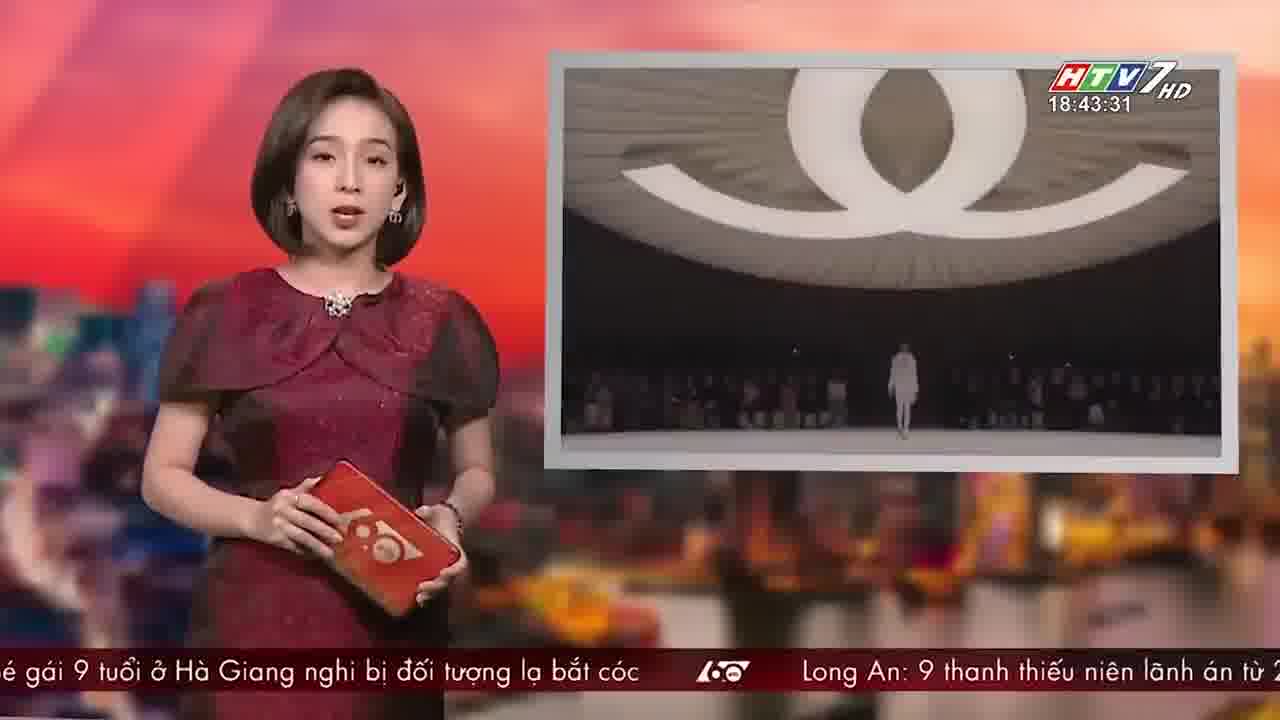 HTV7 HD
18:43:31
gái 9 tuổi ở Hà Giang nghi bị đối tượng lạ bắt cóc
60
Long An: 9 thanh thiếu niên lãnh án từ